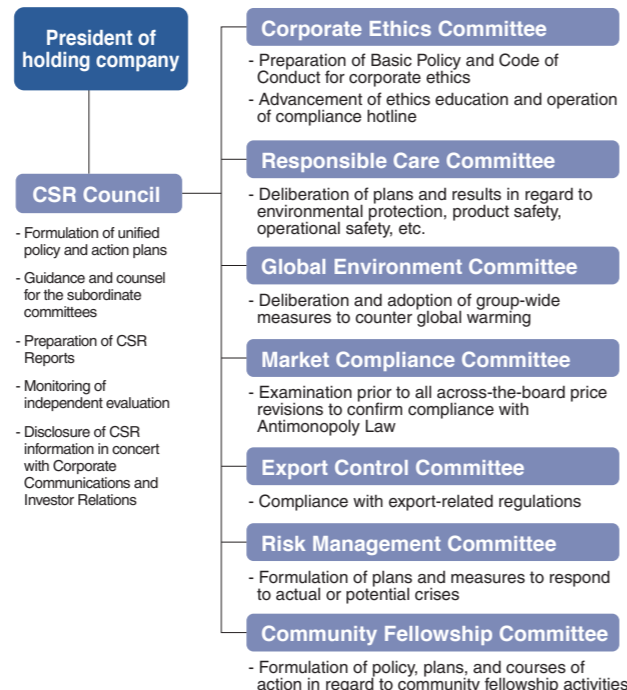 President of
holding company
CSR Council
- Formulation of unified
policy and action plans
- Guidance and counsel
for the subordinate
committees
- Preparation of CSR
Reports
- Monitoring of
independent evaluation
- Disclosure of CSR
information in concert
with Corporate
Communications and
Investor Relations
Corporate Ethics Committee
- Preparation of Basic Policy and Code of
Conduct for corporate ethics
- Advancement of ethics education and operation
of compliance hotline
Responsible Care Committee
- Deliberation of plans and results in regard to
environmental protection, product safety,
operational safety, etc.
Global Environment Committee
- Deliberation and adoption of group-wide
measures to counter global warming
Market Compliance Committee
- Examination prior to all across-the-board price
revisions to confirm compliance with
Antimonopoly Law
Export Control Committee
- Compliance with export-related regulations
Risk Management Committee
- Formulation of plans and measures to respond
to actual or potential crises
Community Fellowship Committee
- Formulation of policy, plans, and courses of
action in regard to community fellowship activities